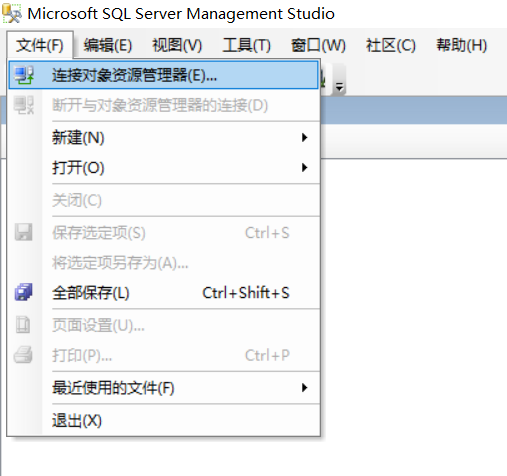 Microsoft SQL Server Management Studio
文件(F) 编辑(E) 视图(V) 工具(T) 窗口(W) 社区(C) 帮助(H)
连接对象资源管理器(E)...
断开与对象资源管理器的连接(D)
新建(N)
打开(O)
关闭(C)
保存选定项(S) Ctrl+S
将选定项另存为(A)...
全部保存(L) Ctrl+Shift+S
页面设置(U)...
打印(P)... Ctrl+P
最近使用的文件(F)
退出(X)